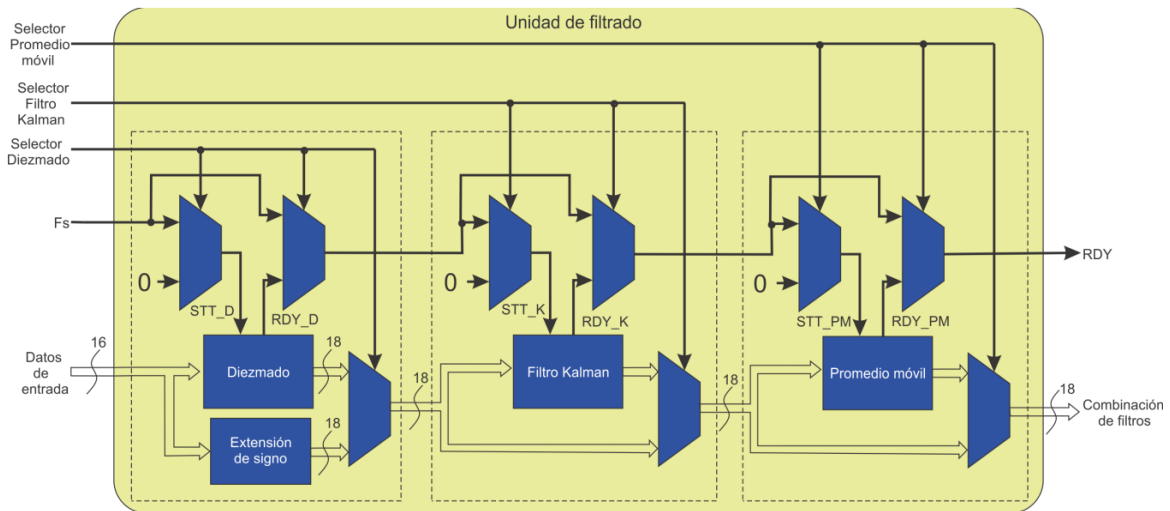 Unidad de filtrado
Selector
Promedio
móvil
Selector
Filtro
Kalman
Selector
Diezmado
Fs
0
0
0
RDY
STT_D
RDY_D
STT_K
RDY_K
STT_PM
RDY_PM
Datos
de
entrada
16
Diezmado
18
Extensión
de signo
18
18
Filtro Kalman
18
Promedio móvil
18
Combinación
de filtros